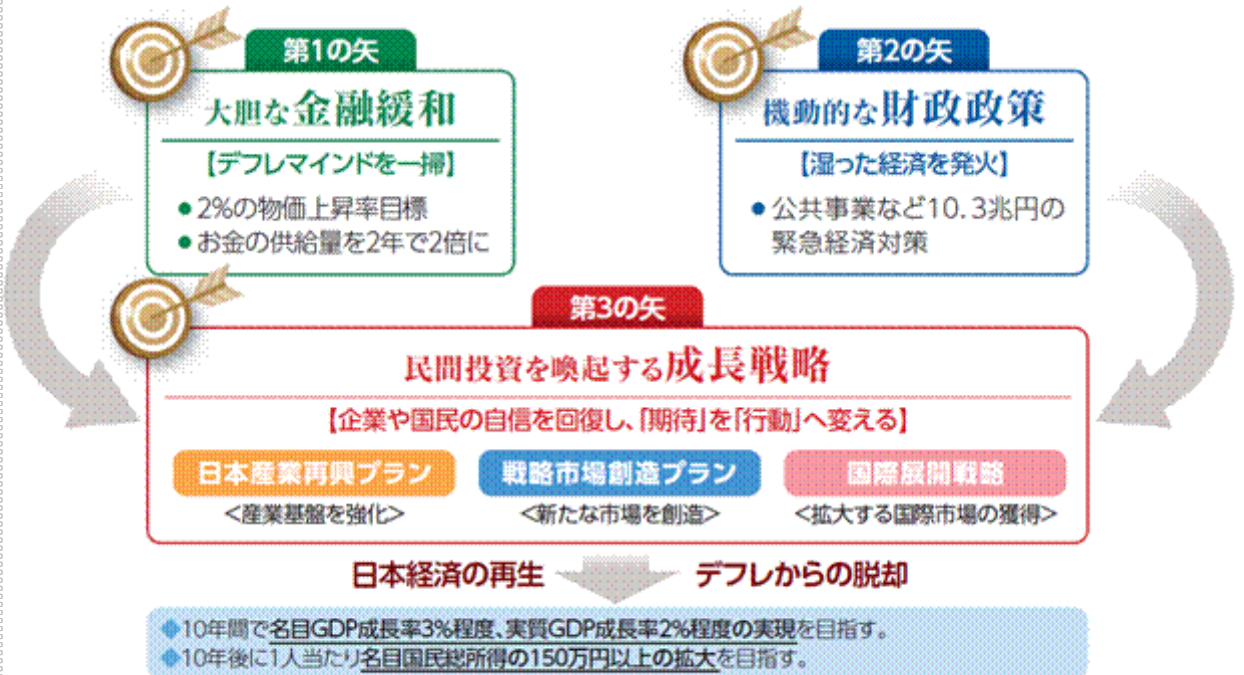 第1の矢
大胆な金融緩和
【デフレマインドを一掃】
●2%の物価上昇率目標
●お金の供給量を2年で2倍に
第2の矢
機動的な財政政策
【湿った経済を発火】
●公共事業など10.3兆円の
緊急経済対策
第3の矢
民間投資を喚起する成長戦略
【企業や国民の自信を回復し、「期待」を「行動」へ変える】
日本産業再興プラン
<産業基盤を強化>
戦略市場創造プラン
<新たな市場を創造>
国際展開戦略
<拡大する国際市場の獲得>
日本経済の再生 デフレからの脱却
◆10年間で名目GDP成長率3%程度、実質GDP成長率2%程度の実現を目指す。
◆10年後に1人当たり名目国民総所得の150万円以上の拡大を目指す。